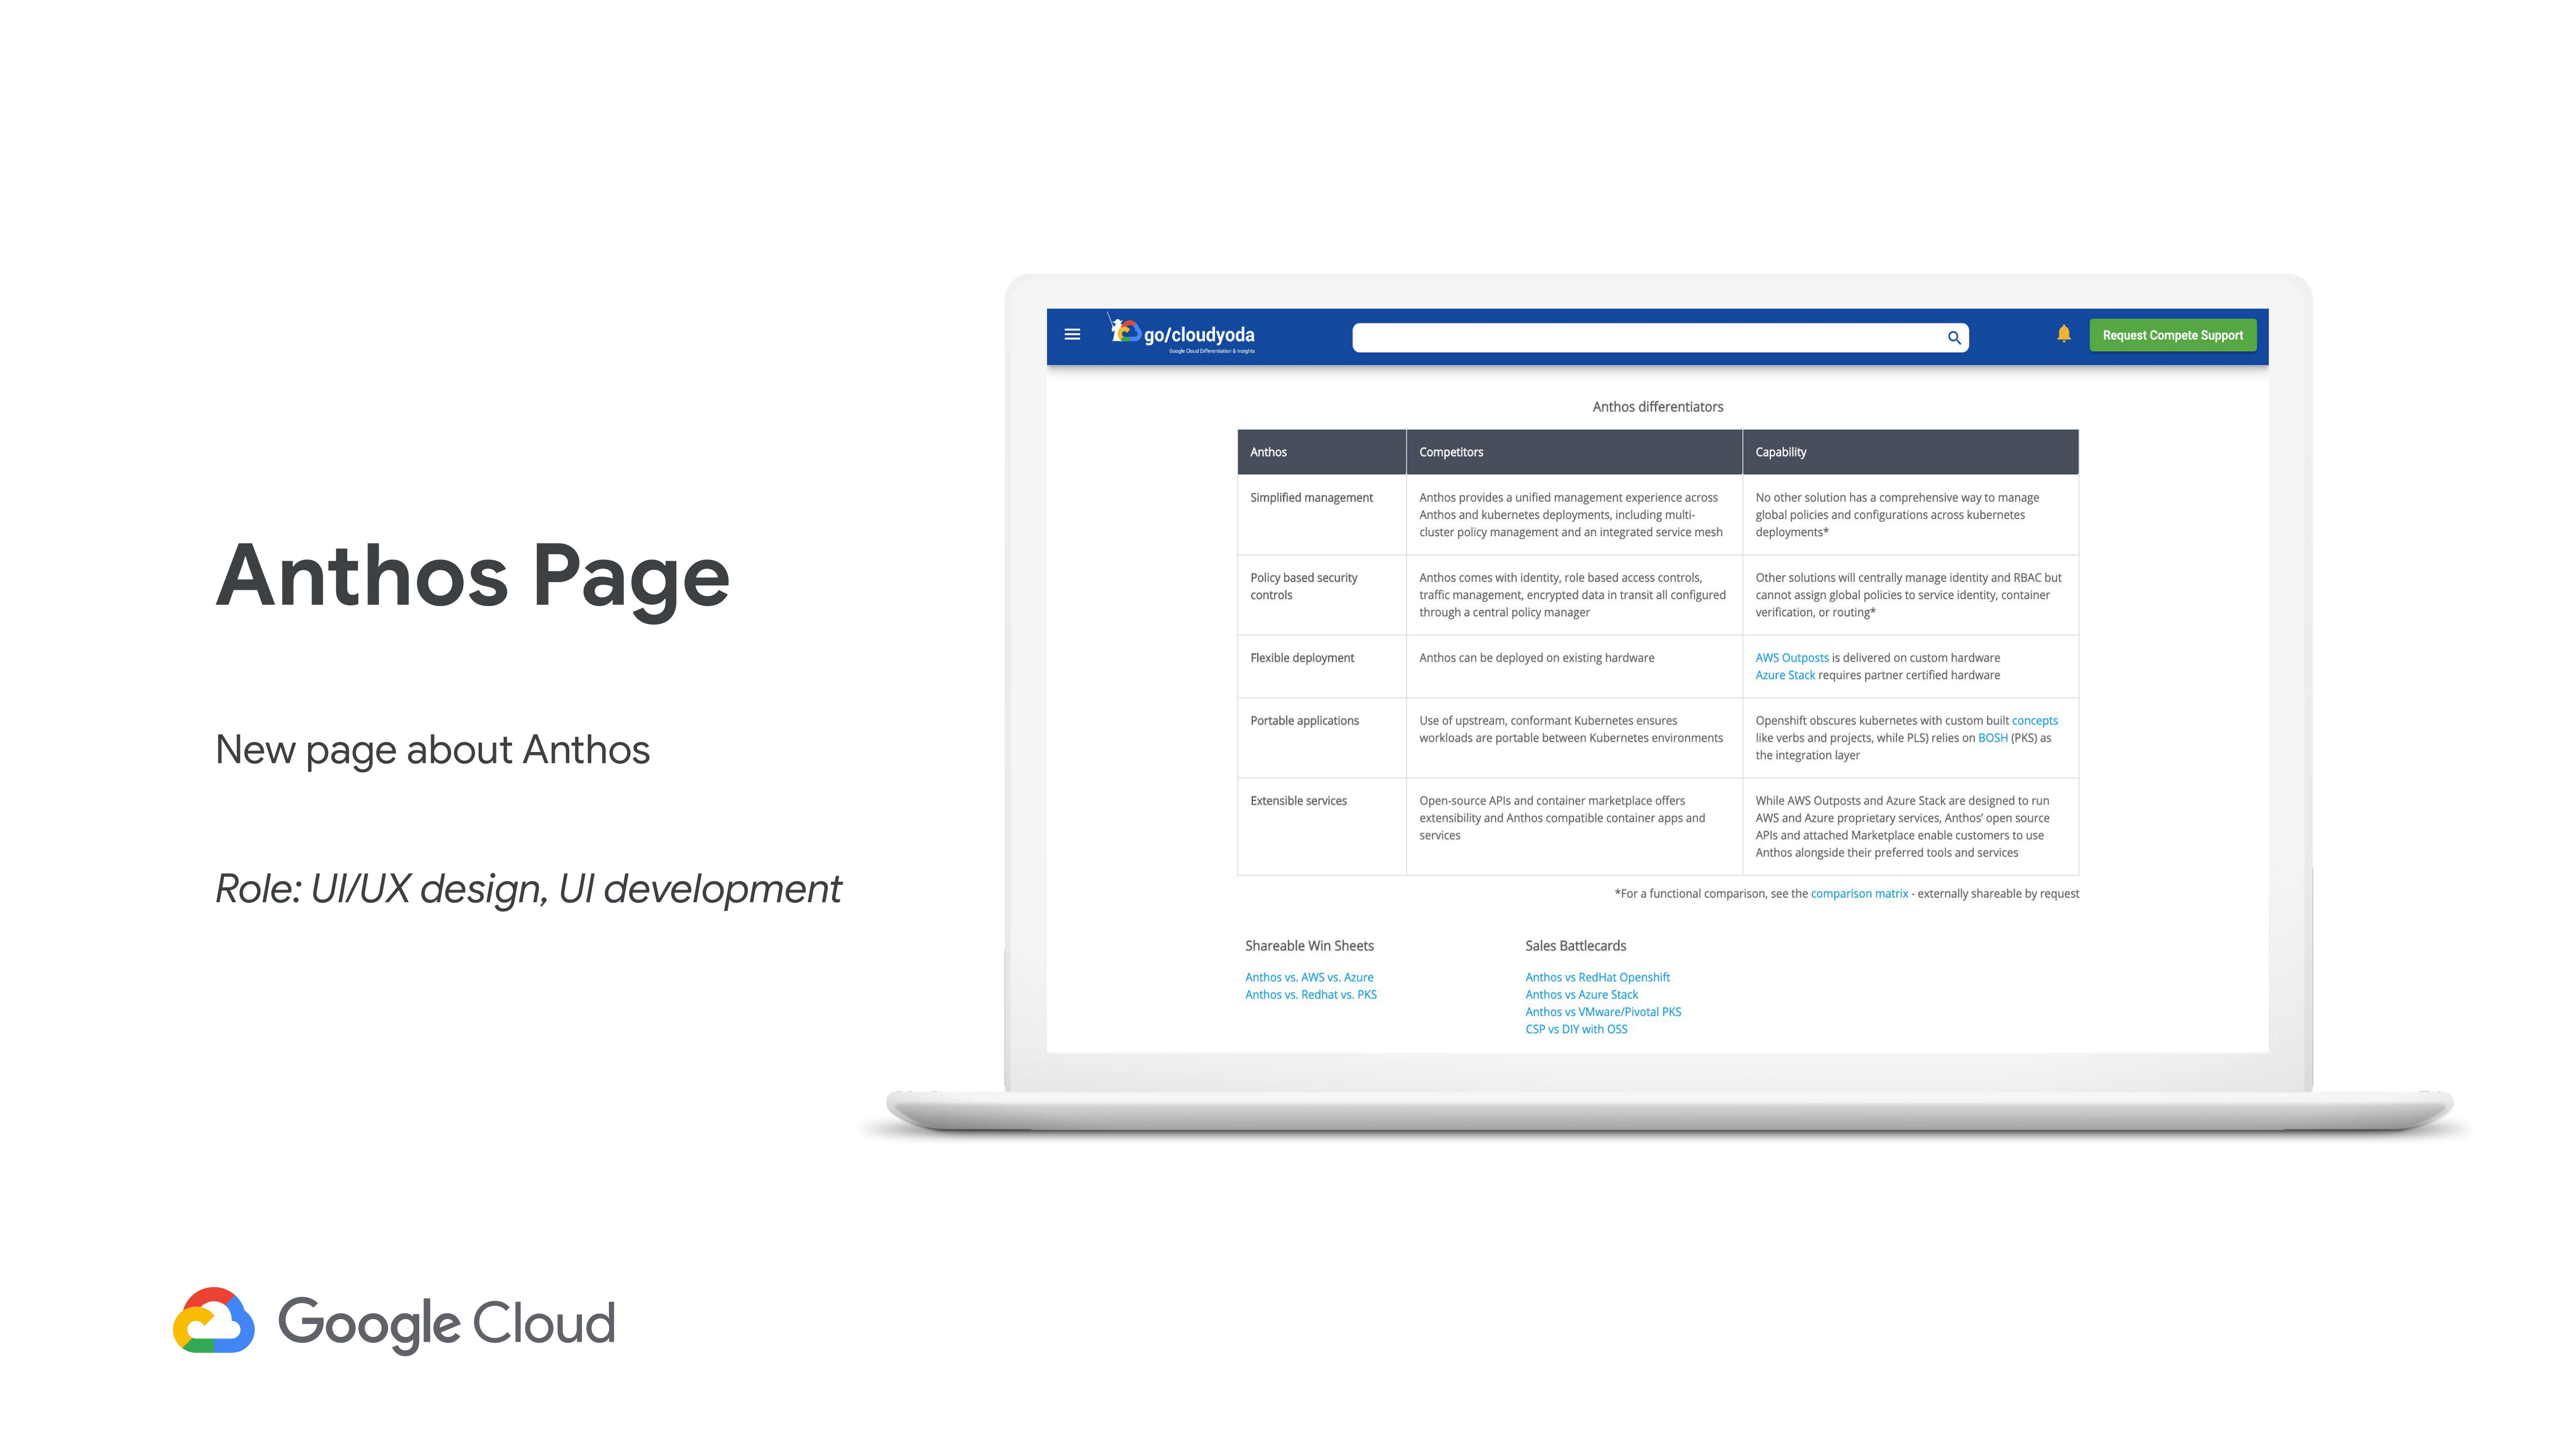 Anthos Page
New page about Anthos
Role: UI/UX design, UI development
Google Cloud
go/cloudyoda
Google Cloud Differentiation & Insights
Request Compete Support
Anthos differentiators
Anthos
Competitors
Capability
Simplified management
Anthos provides a unified management experience across
Anthos and kubernetes deployments, including multi-
cluster policy management and an integrated service mesh
No other solution has a comprehensive way to manage
global policies and configurations across kubernetes
deployments*
Policy based security
controls
Anthos comes with identity, role based access controls,
traffic management, encrypted data in transit all configured
through a central policy manager
Other solutions will centrally manage identity and RBAC but
cannot assign global policies to service identity, container
verification, or routing*
Flexible deployment
Anthos can be deployed on existing hardware
AWS Outposts is delivered on custom hardware
Azure Stack requires partner certified hardware
Portable applications
Use of upstream, conformant Kubernetes ensures
workloads are portable between Kubernetes environments
Openshift obscures kubernetes with custom built concepts
like verbs and projects, while PLS) relies on BOSH (PKS) as
the integration layer
Extensible services
Open-source APIs and container marketplace offers
extensibility and Anthos compatible container apps and
services
While AWS Outposts and Azure Stack are designed to run
AWS and Azure proprietary services, Anthos' open source
APIs and attached Marketplace enable customers to use
Anthos alongside their preferred tools and services
*For a functional comparison, see the comparison matrix - externally shareable by request
Shareable Win Sheets
Anthos vs. AWS vs. Azure
Anthos vs. Redhat vs. PKS
Sales Battlecards
Anthos vs RedHat Openshift
Anthos vs Azure Stack
Anthos vs VMware/Pivotal PKS
CSP vs DIY with OSS